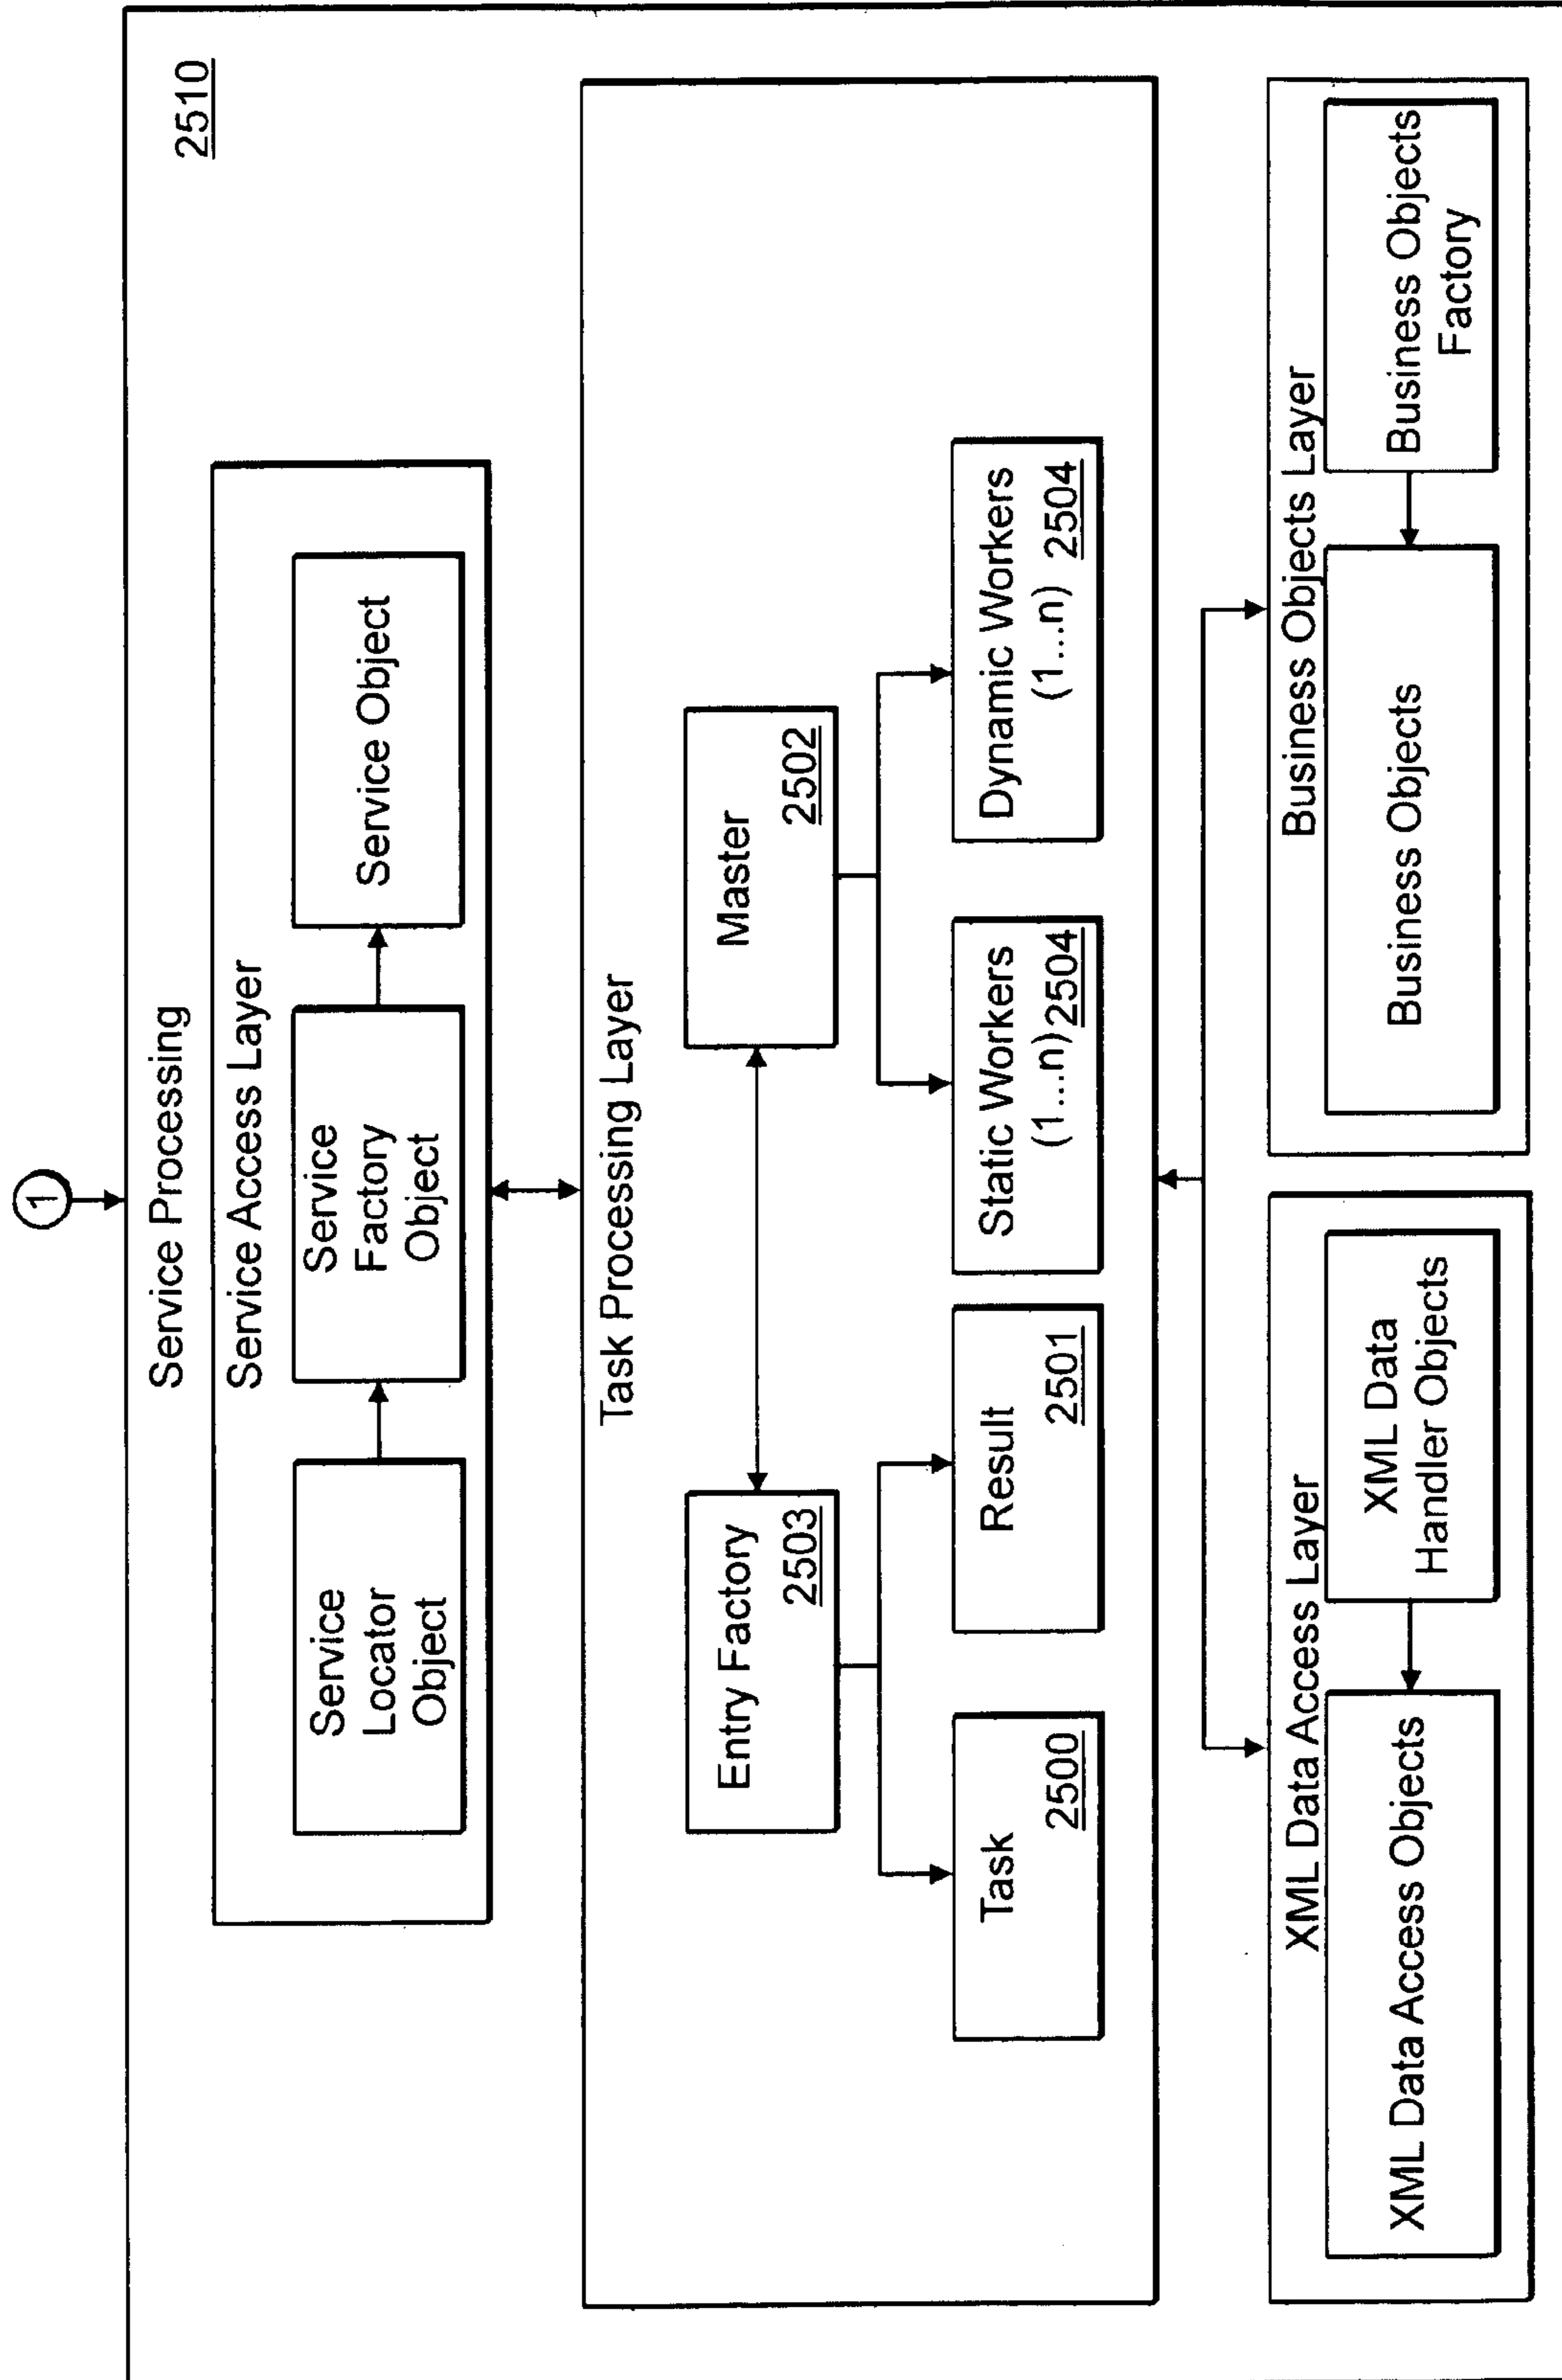 1
2510
Service Processing
Service Access Layer
Service
Locator
Object
Service
Factory
Object
Service Object
Task Processing Layer
Entry Factory
2503
Master
2502
Task
2500
Result
2501
Static Workers
(1...n) 2504
Dynamic Workers
(1...n) 2504
XML Data Access Layer
XML Data Access Objects
XML Data
Handler Objects
Business Objects Layer
Business Objects
Business Objects
Factory